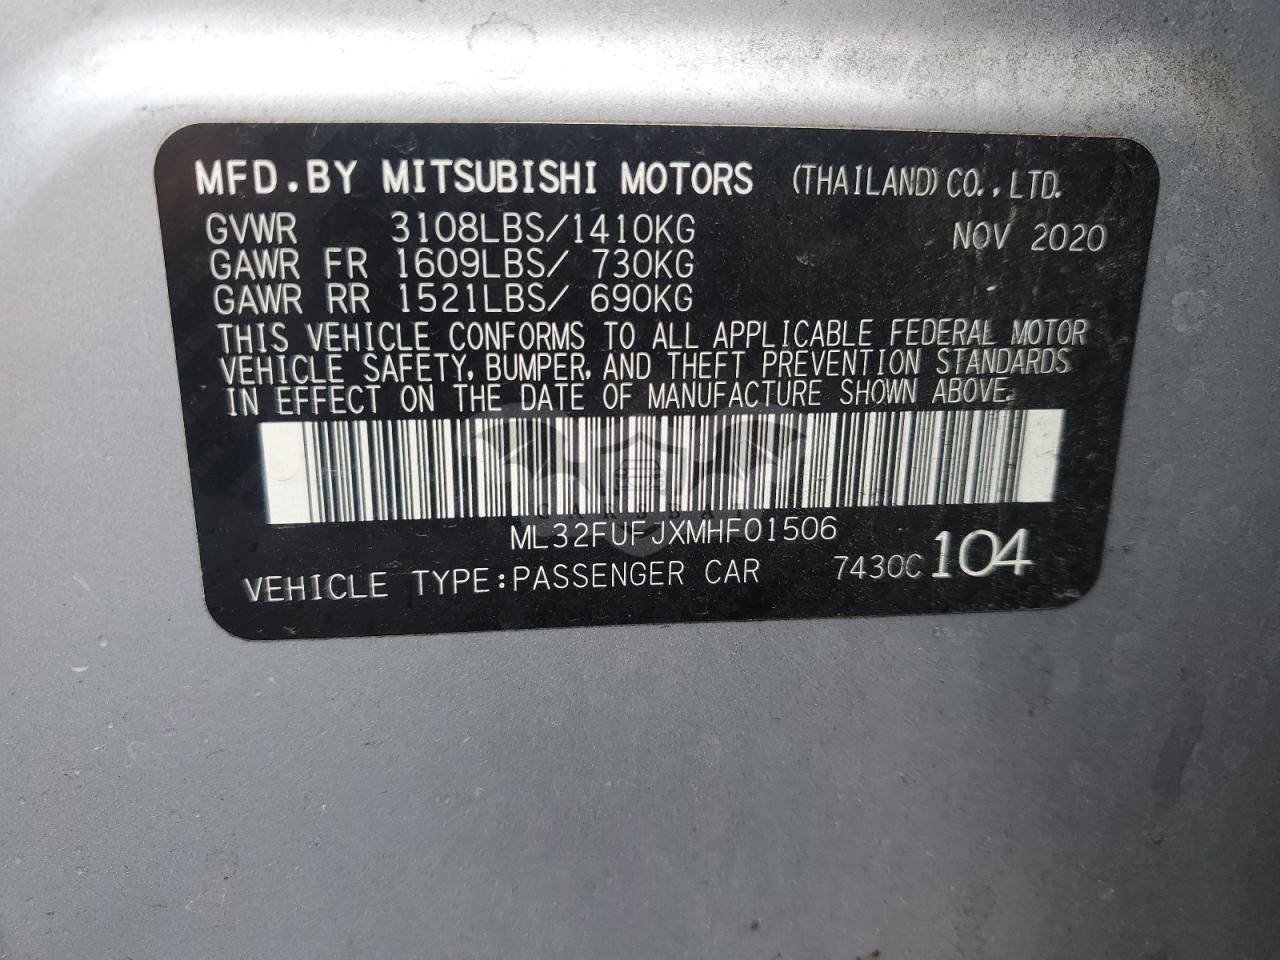 MFD.BY MITSUBISHI MOTORS (THAILAND) CO., LTD.
GVWR 3108LBS/1410KG NOV 2020
GAWR FR 1609LBS/ 730KG
GAWR RR 1521LBS/ 690KG
THIS VEHICLE CONFORMS TO ALL APPLICABLE FEDERAL MOTOR
VEHICLE SAFETY, BUMPER, AND THEFT PREVENTION STANDARDS
IN EFFECT ON THE DATE OF MANUFACTURE SHOWN ABOVE.
ML32FUFJXMHF01506
VEHICLE TYPE:PASSENGER CAR 7430C 104